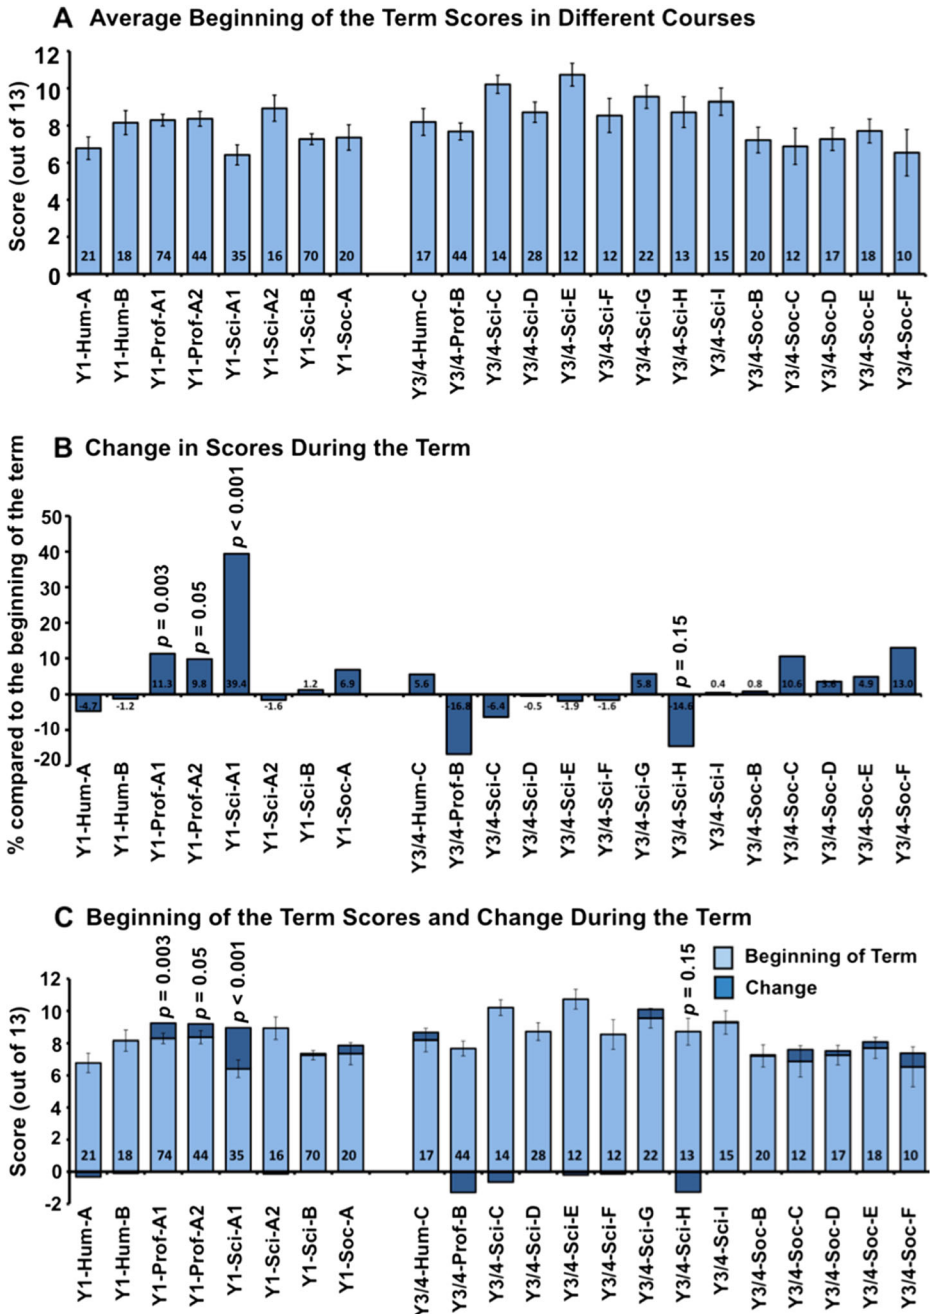 A Average Beginning of the Term Scores in Different Courses
Score (out of 13)
12
10
8
6
4
2
0
21 18 74 44 35 16 70 20 17 44 14 28 12 12 22 13 15 20 12 17 18 10
Y1-Hum-A
Y1-Hum-B
Y1-Prof-A1
Y1-Prof-A2
Y1-Sci-A1
Y1-Sci-A2
Y1-Sci-B
Y1-Soc-A
Y3/4-Hum-C
Y3/4-Prof-B
Y3/4-Sci-C
Y3/4-Sci-D
Y3/4-Sci-E
Y3/4-Sci-F
Y3/4-Sci-G
Y3/4-Sci-H
Y3/4-Sci-I
Y3/4-Soc-B
Y3/4-Soc-C
Y3/4-Soc-D
Y3/4-Soc-E
Y3/4-Soc-F
B Change in Scores During the Term
% compared to the beginning of the term
50
40
30
20
10
0
-10
-20
p = 0.003
p = 0.05
p < 0.001
p = 0.15
-4.7 -1.2 11.3 9.8 39.4 -1.6 1.2 6.9 5.6 -16.8 -6.4 -0.5 -1.9 -1.6 5.8 -14.6 0.4 0.8 10.6 3.6 4.9 13.0
Y1-Hum-A
Y1-Hum-B
Y1-Prof-A1
Y1-Prof-A2
Y1-Sci-A1
Y1-Sci-A2
Y1-Sci-B
Y1-Soc-A
Y3/4-Hum-C
Y3/4-Prof-B
Y3/4-Sci-C
Y3/4-Sci-D
Y3/4-Sci-E
Y3/4-Sci-F
Y3/4-Sci-G
Y3/4-Sci-H
Y3/4-Sci-I
Y3/4-Soc-B
Y3/4-Soc-C
Y3/4-Soc-D
Y3/4-Soc-E
Y3/4-Soc-F
C Beginning of the Term Scores and Change During the Term
Score (out of 13)
12
10
8
6
4
2
0
-2
p = 0.003
p = 0.05
p < 0.001
p = 0.15
Beginning of Term
Change
21 18 74 44 35 16 70 20 17 44 14 28 12 12 22 13 15 20 12 17 18 10
Y1-Hum-A
Y1-Hum-B
Y1-Prof-A1
Y1-Prof-A2
Y1-Sci-A1
Y1-Sci-A2
Y1-Sci-B
Y1-Soc-A
Y3/4-Hum-C
Y3/4-Prof-B
Y3/4-Sci-C
Y3/4-Sci-D
Y3/4-Sci-E
Y3/4-Sci-F
Y3/4-Sci-G
Y3/4-Sci-H
Y3/4-Sci-I
Y3/4-Soc-B
Y3/4-Soc-C
Y3/4-Soc-D
Y3/4-Soc-E
Y3/4-Soc-F